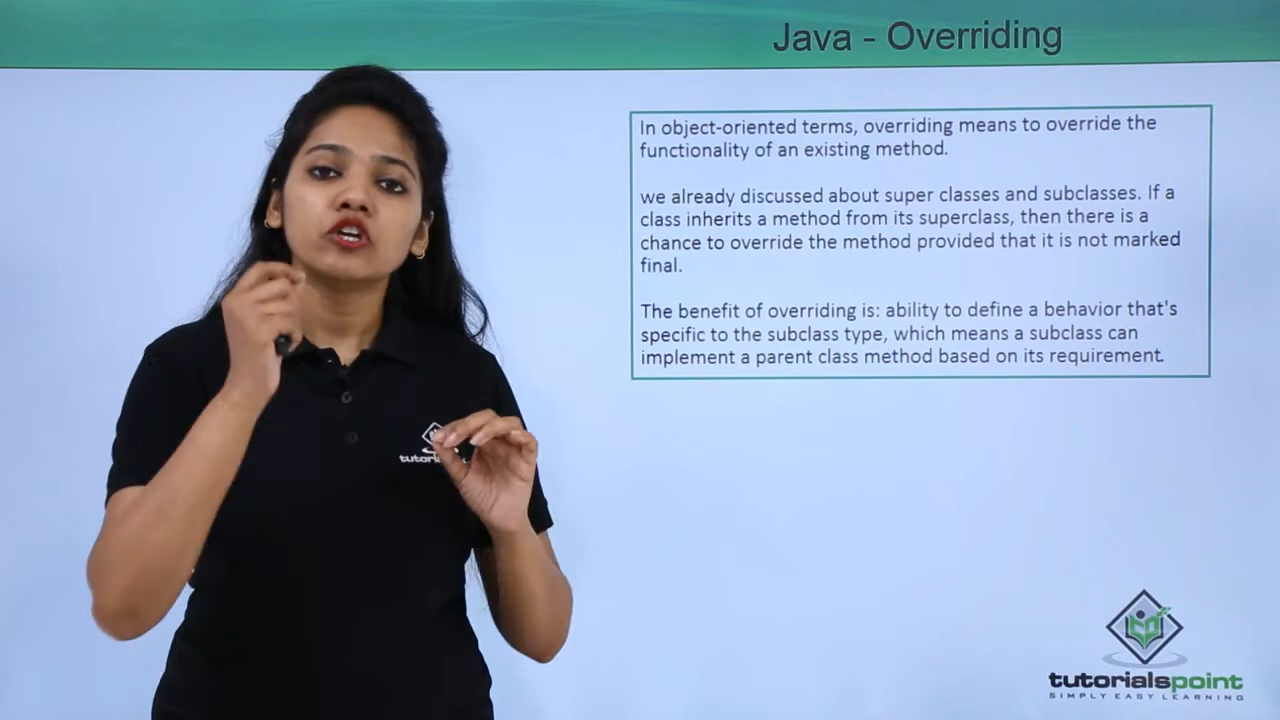 Java - Overriding
In object-oriented terms, overriding means to override the
functionality of an existing method.
we already discussed about super classes and subclasses. If a
class inherits a method from its superclass, then there is a
chance to override the method provided that it is not marked
final.
The benefit of overriding is: ability to define a behavior that's
specific to the subclass type, which means a subclass can
implement a parent class method based on its requirement.
tutorialspoint
SIMPLY EASY LEARNING